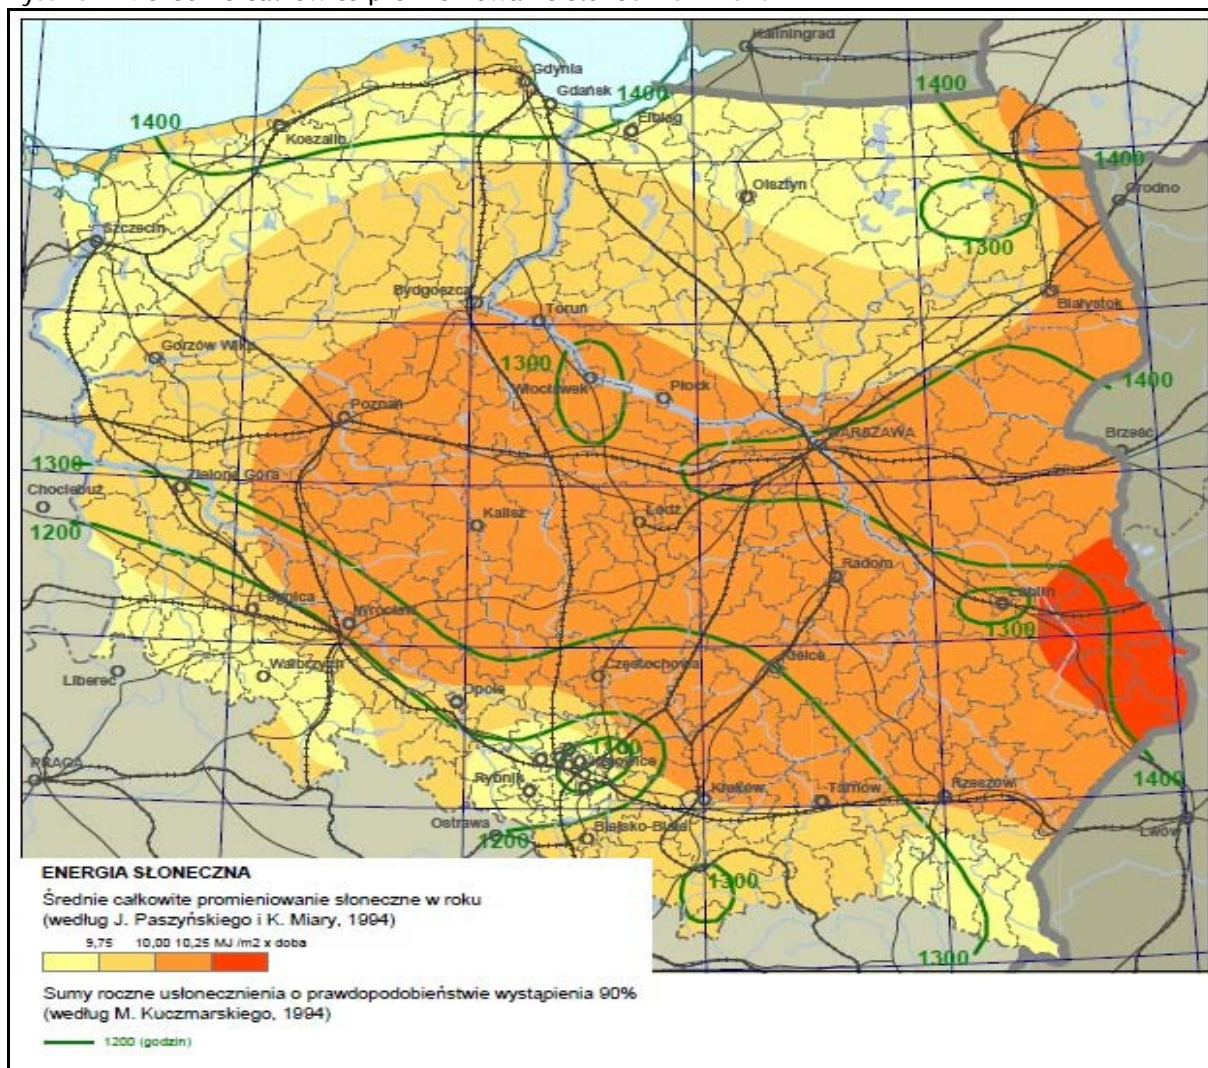 Kaliningrad
Gdynia
Gdańsk
1400
1400
1400
Koszalin
Elbląg
1400
Olsztyn
Grodno
Szczecin
1300
Bydgoszcz
Toruń
Białystok
Gorzów Wlkp
1300
Włocławek
Płock
1400
Poznań
WARSZAWA
Brześć
1300
Zielona Góra
Chociebuż
1200
Kalisz
Łódź
Radom
Legnica
Wrocław
Lublin
1300
Wałbrzych
Liberec
Częstochowa
Kielce
Opole
1100
Katowice
PRAGA
Rybnik
Kraków
Tarnów
Rzeszów
1400
Lwów
Ostrawa
1200
Bielsko-Biała
1300
1300
ENERGIA SŁONECZNA
Średnie całkowite promieniowanie słoneczne w roku
(według J. Paszyńskiego i K. Miary, 1994)
9,75 10,00 10,25 MJ /m2 x doba
Sumy roczne usłonecznienia o prawdopodobieństwie wystąpienia 90%
(według M. Kuczmarskiego, 1994)
1200 (godzin)